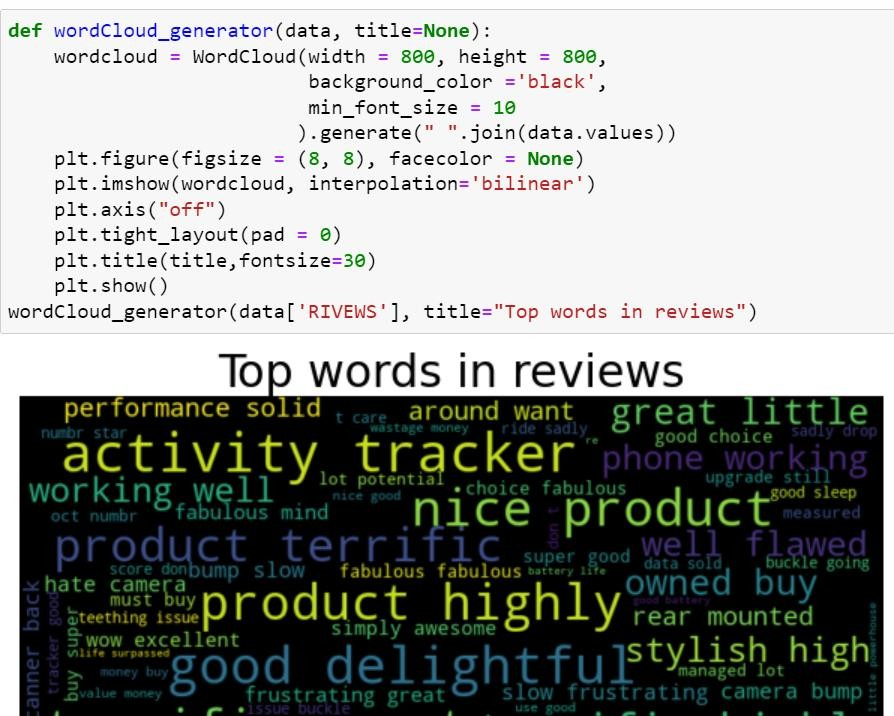 def wordCloud_generator(data, title=None):
    wordcloud = WordCloud(width = 800, height = 800,
                          background_color ='black',
                          min_font_size = 10
                         ).generate(" ".join(data.values))
    plt.figure(figsize = (8, 8), facecolor = None)
    plt.imshow(wordcloud, interpolation='bilinear')
    plt.axis("off")
    plt.tight_layout(pad = 0)
    plt.title(title,fontsize=30)
    plt.show()
wordCloud_generator(data['RIVEWS'], title="Top words in reviews")
Top words in reviews
performance solid
t care
around want
great little
numbr star
wastage money
ride sadly
good choice
sadly drop
activity tracker
re
phone working
lot potential
upgrade still
working well
nice good
choice fabulous
good sleep
oct numbr
fabulous mind
nice product
don t
measured
product terrific
super good
well flawed
score don
bump slow
fabulous fabulous
battery life
data sold
buckle going
hate camera
owned buy
must buy
product highly
good battery
teething issue
simply awesome
rear mounted
wow excellent
life surpassed
stylish high
money buy
good delightful
managed lot
value money
frustrating great
slow frustrating
camera bump
issue buckle
use good
anner back
tracker good
buy super
little powerhouse